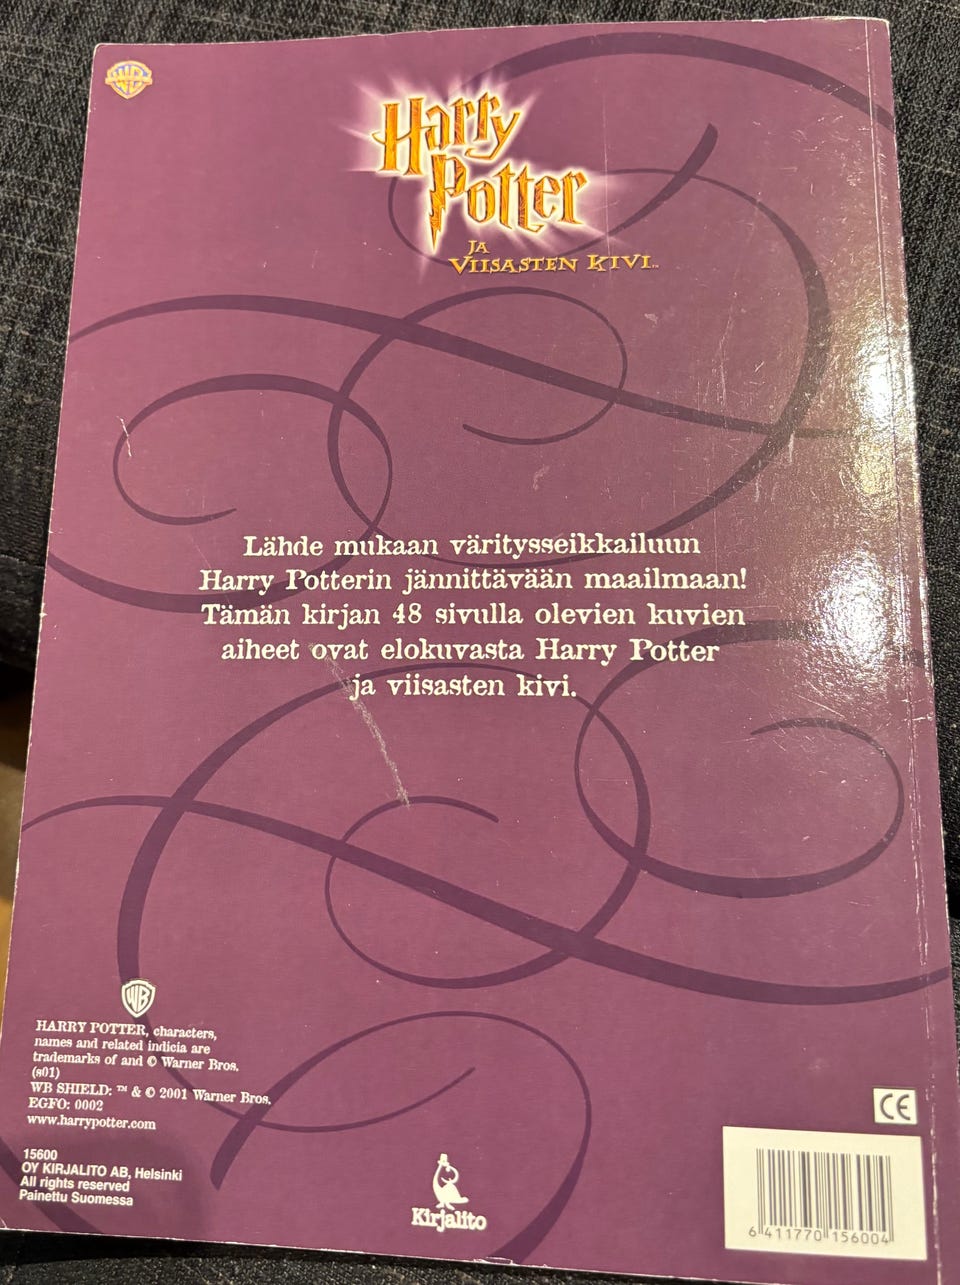 WB
Harry
Potter
JA
VIISASTEN KIVI™
Lähde mukaan väritysseikkailuun
Harry Potterin jännittävään maailmaan!
Tämän kirjan 48 sivulla olevien kuvien
aiheet ovat elokuvasta Harry Potter
ja viisasten kivi.
WB
HARRY POTTER, characters,
names and related indicia are
trademarks of and © Warner Bros.
(s01)
WB SHIELD: ™ & © 2001 Warner Bros.
EGFO: 0002
www.harrypotter.com
15600
OY KIRJALITO AB, Helsinki
All rights reserved
Painettu Suomessa
Kirjalito
CE
6 411770 156004